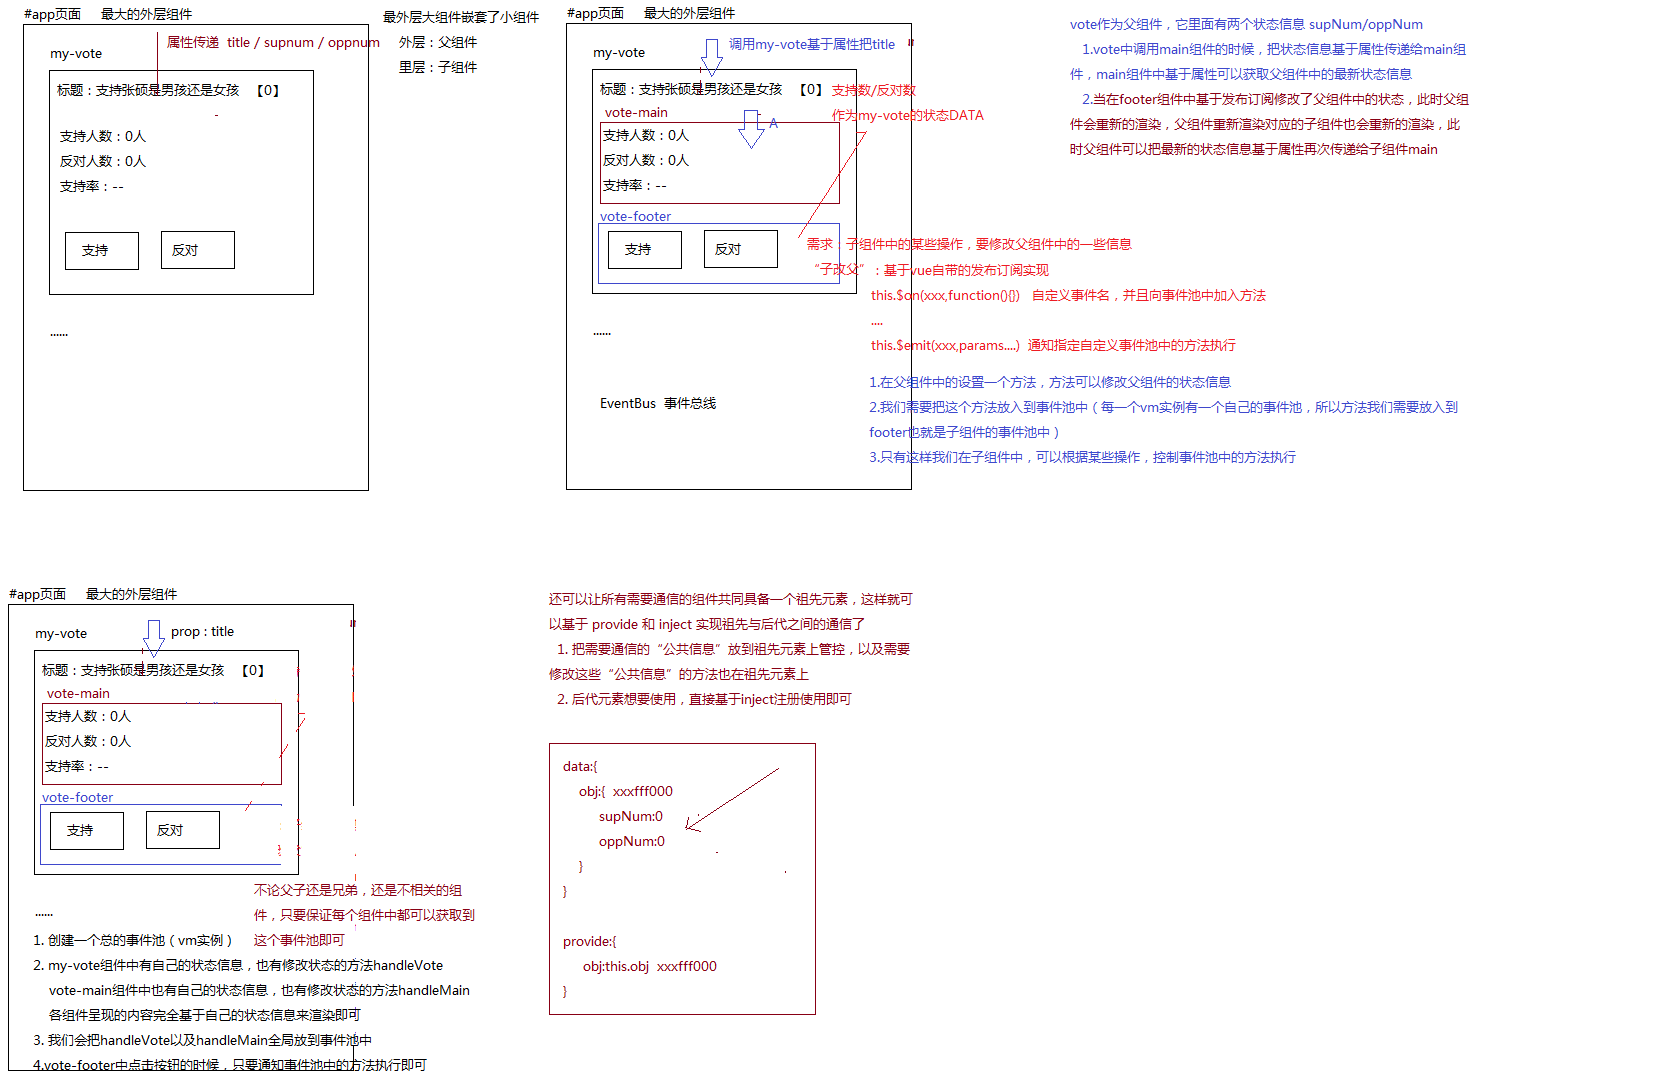 #app页面 最大的外层组件
最外层大组件嵌套了小组件
外层：父组件
里层：子组件
属性传递 title / supnum / oppnum
my-vote
标题：支持张硕是男孩还是女孩 【0】
支持人数：0人
反对人数：0人
支持率：--
支持
反对
......
#app页面 最大的外层组件
my-vote
调用my-vote基于属性把title
标题：支持张硕是男孩还是女孩 【0】
支持数/反对数
作为my-vote的状态DATA
vote-main
A
支持人数：0人
反对人数：0人
支持率：--
vote-footer
支持
反对
......
EventBus 事件总线
需求：子组件中的某些操作，要修改父组件中的一些信息
“子改父”：基于vue自带的发布订阅实现
this.$on(xxx,function(){}) 自定义事件名，并且向事件池中加入方法
....
this.$emit(xxx,params....) 通知指定自定义事件池中的方法执行
1.在父组件中的设置一个方法，方法可以修改父组件的状态信息
2.我们需要把这个方法放入到事件池中（每一个vm实例有一个自己的事件池，所以方法我们需要放入到
footer也就是子组件的事件池中）
3.只有这样我们在子组件中，可以根据某些操作，控制事件池中的方法执行
vote作为父组件，它里面有两个状态信息 supNum/oppNum
1.vote中调用main组件的时候，把状态信息基于属性传递给main组
件，main组件中基于属性可以获取父组件中的最新状态信息
2.当在footer组件中基于发布订阅修改了父组件中的状态，此时父组
件会重新的渲染，父组件重新渲染对应的子组件也会重新的渲染，此
时父组件可以把最新的状态信息基于属性再次传递给子组件main
#app页面 最大的外层组件
my-vote
prop : title
标题：支持张硕是男孩还是女孩 【0】
vote-main
支持人数：0人
反对人数：0人
支持率：--
vote-footer
支持
反对
......
不论父子还是兄弟，还是不相关的组
件，只要保证每个组件中都可以获取到
这个事件池即可
1. 创建一个总的事件池（vm实例）
2. my-vote组件中有自己的状态信息，也有修改状态的方法handleVote
vote-main组件中也有自己的状态信息，也有修改状态的方法handleMain
各组件呈现的内容完全基于自己的状态信息来渲染即可
3. 我们会把handleVote以及handleMain全局放到事件池中
4.vote-footer中点击按钮的时候，只要通知事件池中的方法执行即可
还可以让所有需要通信的组件共同具备一个祖先元素，这样就可
以基于 provide 和 inject 实现祖先与后代之间的通信了
1. 把需要通信的“公共信息”放到祖先元素上管控，以及需要
修改这些“公共信息”的方法也在祖先元素上
2. 后代元素想要使用，直接基于inject注册使用即可
data:{
obj:{ xxxfff000
supNum:0
oppNum:0
}
}
provide:{
obj:this.obj xxxfff000
}